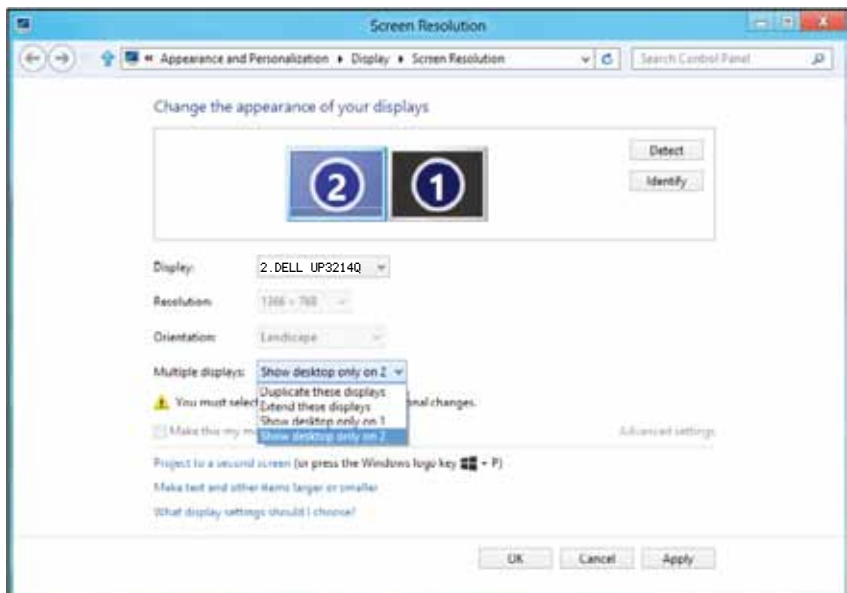 Screen Resolution
« Appearance and Personalization ▸ Display ▸ Screen Resolution
Search Control Panel
Change the appearance of your displays
2
1
Detect
Identify
Display:
2.DELL UP3214Q
Resolution:
1366 × 768
Orientation:
Landscape
Multiple displays:
Show desktop only on 2
Duplicate these displays
Extend these displays
Show desktop only on 1
Show desktop only on 2
You must selec
onal changes.
Make this my m
Advanced settings
Project to a second screen (or press the Windows logo key + P)
Make text and other items larger or smaller
What display settings should I choose?
OK
Cancel
Apply